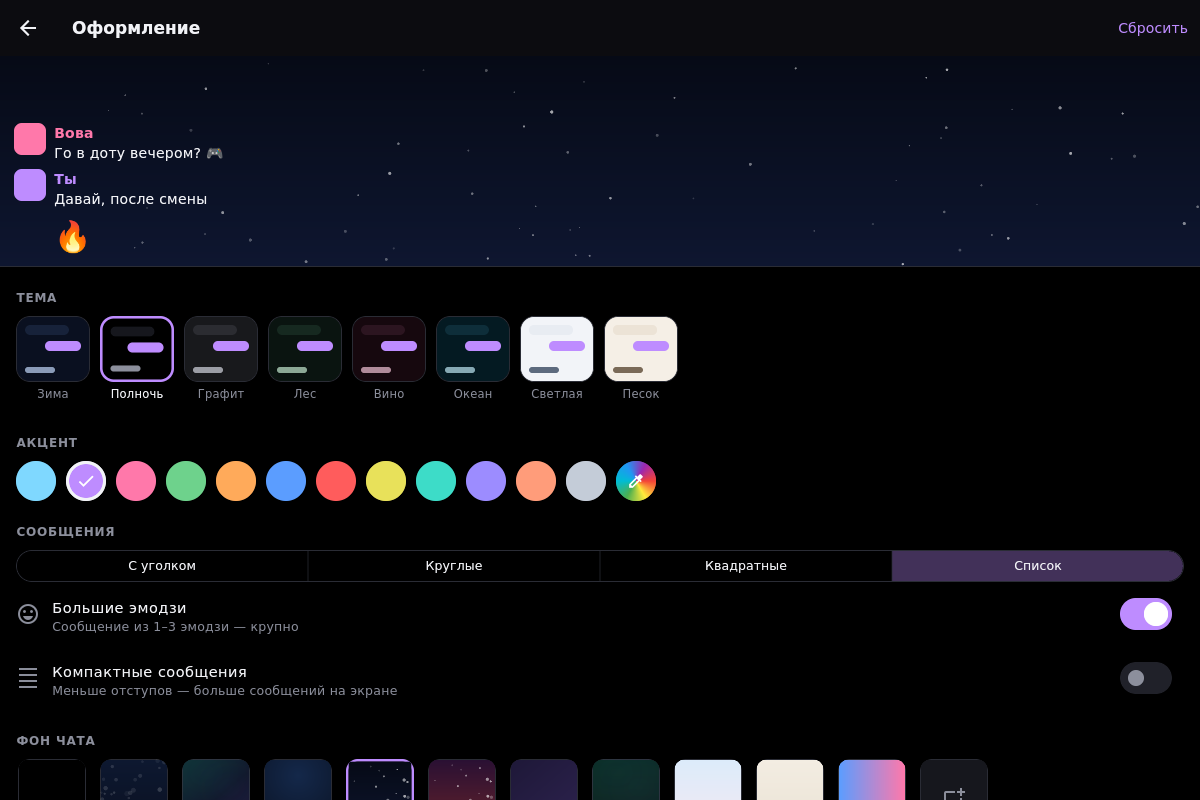 Оформление
Сбросить
Вова
Го в доту вечером? 🎮
Ты
Давай, после смены
🔥
ТЕМА
Зима
Полночь
Графит
Лес
Вино
Океан
Светлая
Песок
АКЦЕНТ
СООБЩЕНИЯ
С уголком
Круглые
Квадратные
Список
Большие эмодзи
Сообщение из 1–3 эмодзи — крупно
Компактные сообщения
Меньше отступов — больше сообщений на экране
ФОН ЧАТА